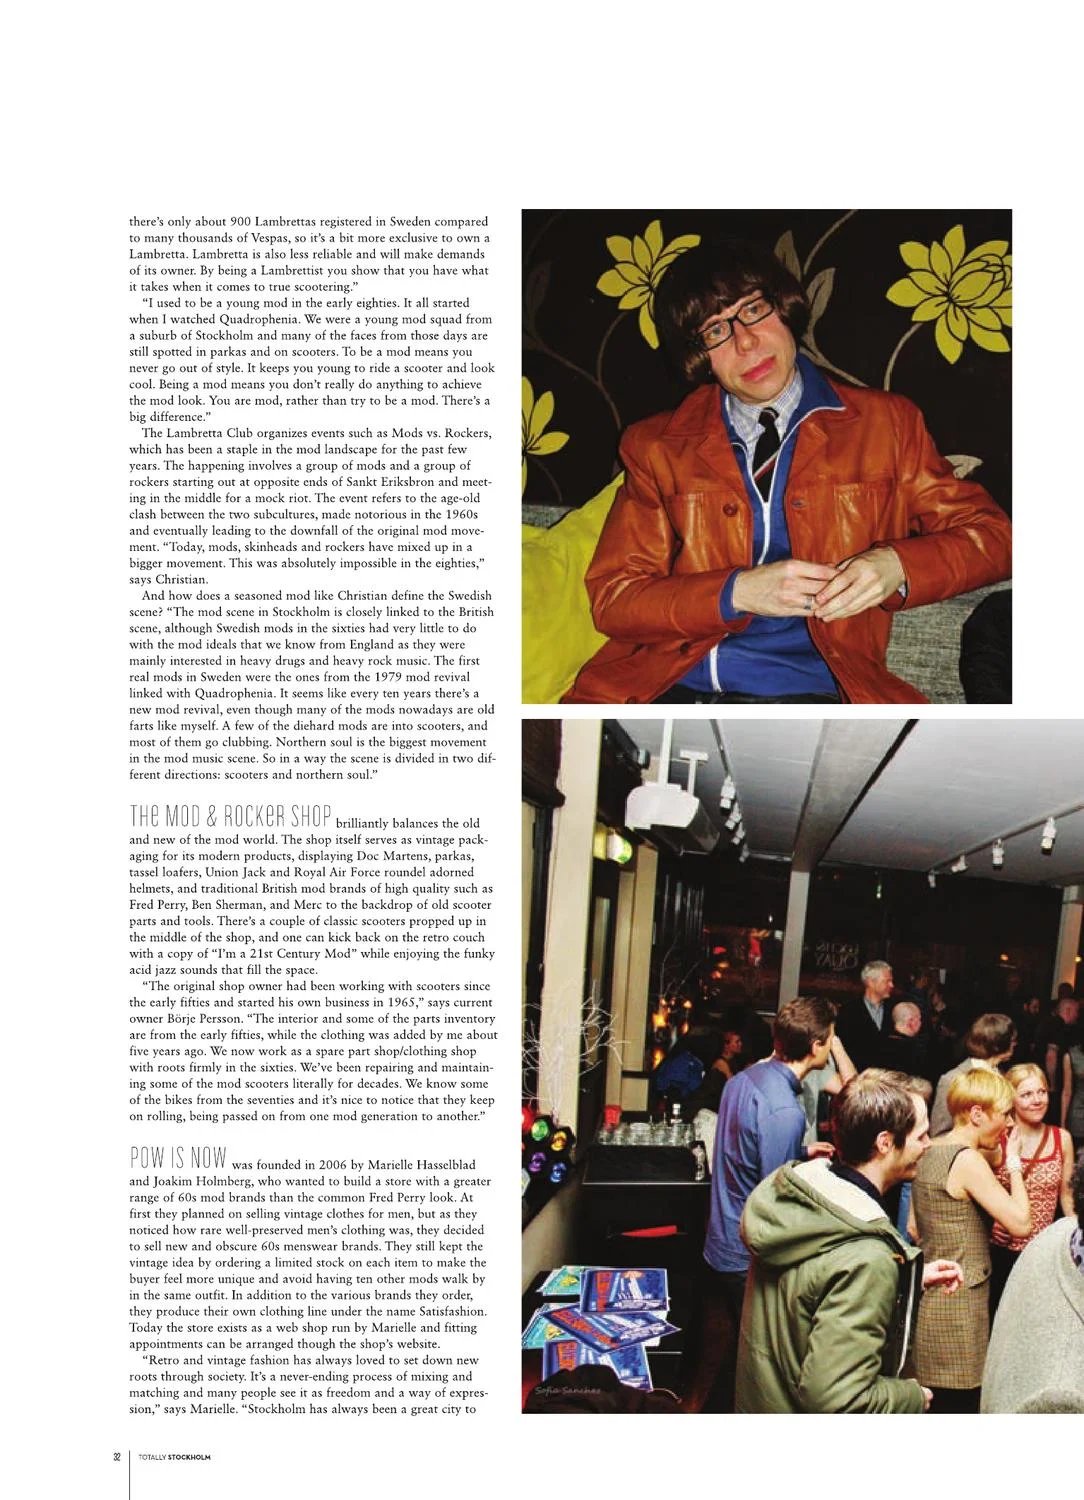 there's only about 900 Lambrettas registered in Sweden compared
to many thousands of Vespas, so it's a bit more exclusive to own a
Lambretta. Lambretta is also less reliable and will make demands
of its owner. By being a Lambrettist you show that you have what
it takes when it comes to true scootering."
"I used to be a young mod in the early eighties. It all started
when I watched Quadrophenia. We were a young mod squad from
a suburb of Stockholm and many of the faces from those days are
still spotted in parkas and on scooters. To be a mod means you
never go out of style. It keeps you young to ride a scooter and look
cool. Being a mod means you don't really do anything to achieve
the mod look. You are mod, rather than try to be a mod. There's a
big difference."
The Lambretta Club organizes events such as Mods vs. Rockers,
which has been a staple in the mod landscape for the past few
years. The happening involves a group of mods and a group of
rockers starting out at opposite ends of Sankt Eriksbron and meet-
ing in the middle for a mock riot. The event refers to the age-old
clash between the two subcultures, made notorious in the 1960s
and eventually leading to the downfall of the original mod move-
ment. "Today, mods, skinheads and rockers have mixed up in a
bigger movement. This was absolutely impossible in the eighties,"
says Christian.
And how does a seasoned mod like Christian define the Swedish
scene? "The mod scene in Stockholm is closely linked to the British
scene, although Swedish mods in the sixties had very little to do
with the mod ideals that we know from England as they were
mainly interested in heavy drugs and heavy rock music. The first
real mods in Sweden were the ones from the 1979 mod revival
linked with Quadrophenia. It seems like every ten years there's a
new mod revival, even though many of the mods nowadays are old
farts like myself. A few of the diehard mods are into scooters, and
most of them go clubbing. Northern soul is the biggest movement
in the mod music scene. So in a way the scene is divided in two dif-
ferent directions: scooters and northern soul."
THE MOD & ROCKER SHOP brilliantly balances the old
and new of the mod world. The shop itself serves as vintage pack-
aging for its modern products, displaying Doc Martens, parkas,
tassel loafers, Union Jack and Royal Air Force roundel adorned
helmets, and traditional British mod brands of high quality such as
Fred Perry, Ben Sherman, and Merc to the backdrop of old scooter
parts and tools. There's a couple of classic scooters propped up in
the middle of the shop, and one can kick back on the retro couch
with a copy of "I'm a 21st Century Mod" while enjoying the funky
acid jazz sounds that fill the space.
"The original shop owner had been working with scooters since
the early fifties and started his own business in 1965," says current
owner Börje Persson. "The interior and some of the parts inventory
are from the early fifties, while the clothing was added by me about
five years ago. We now work as a spare part shop/clothing shop
with roots firmly in the sixties. We've been repairing and maintain-
ing some of the mod scooters literally for decades. We know some
of the bikes from the seventies and it's nice to notice that they keep
on rolling, being passed on from one mod generation to another."
POW IS NOW was founded in 2006 by Marielle Hasselblad
and Joakim Holmberg, who wanted to build a store with a greater
range of 60s mod brands than the common Fred Perry look. At
first they planned on selling vintage clothes for men, but as they
noticed how rare well-preserved men's clothing was, they decided
to sell new and obscure 60s menswear brands. They still kept the
vintage idea by ordering a limited stock on each item to make the
buyer feel more unique and avoid having ten other mods walk by
in the same outfit. In addition to the various brands they order,
they produce their own clothing line under the name Satisfashion.
Today the store exists as a web shop run by Marielle and fitting
appointments can be arranged though the shop's website.
"Retro and vintage fashion has always loved to set down new
roots through society. It's a never-ending process of mixing and
matching and many people see it as freedom and a way of expres-
sion," says Marielle. "Stockholm has always been a great city to
Sofia Sanchez
32 TOTALLY STOCKHOLM